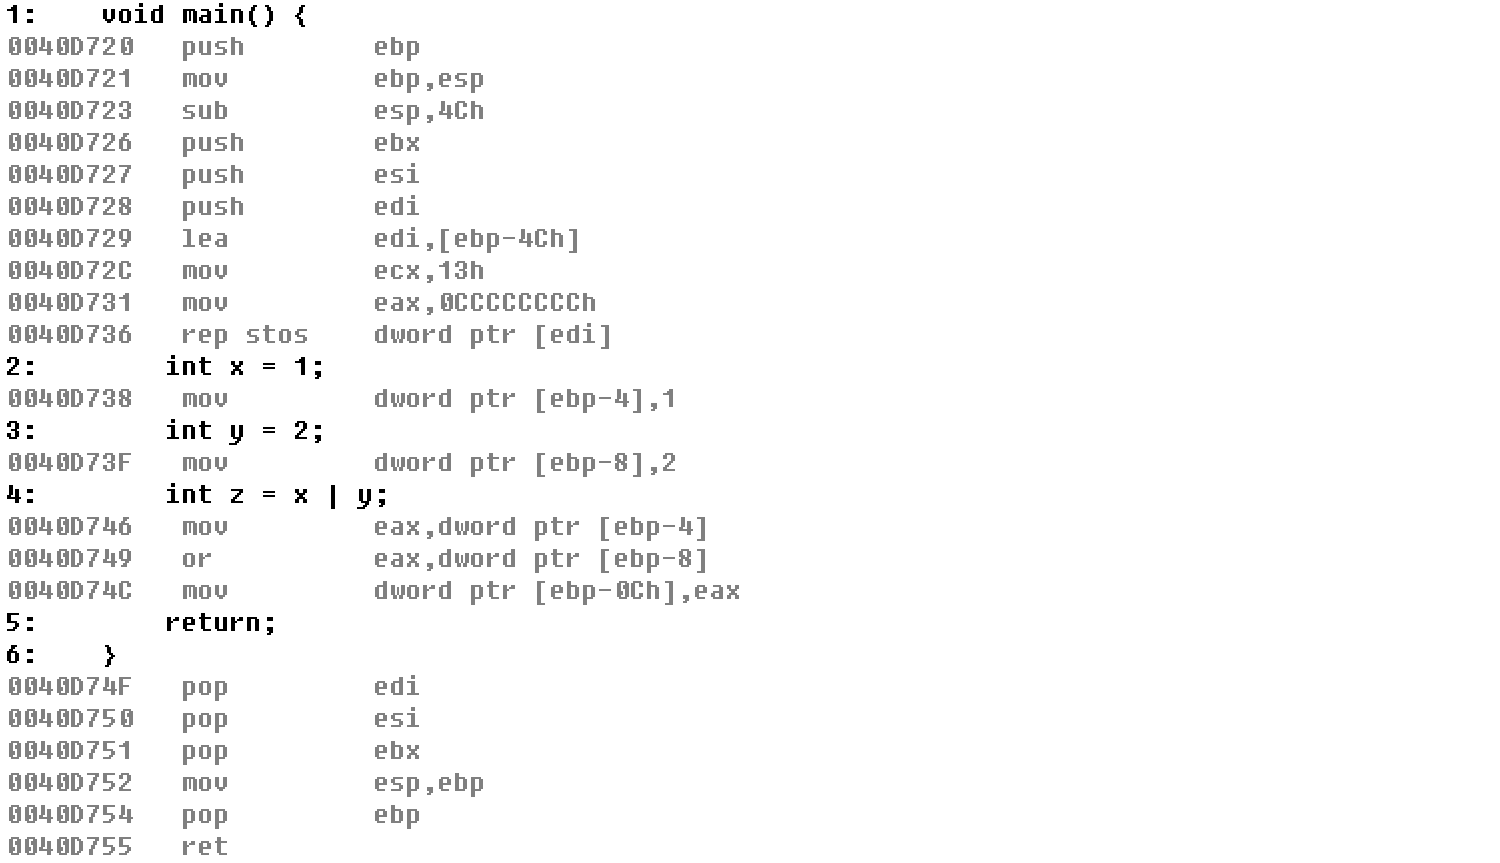 1:    void main() {
0040D720   push        ebp
0040D721   mov         ebp,esp
0040D723   sub         esp,4Ch
0040D726   push        ebx
0040D727   push        esi
0040D728   push        edi
0040D729   lea         edi,[ebp-4Ch]
0040D72C   mov         ecx,13h
0040D731   mov         eax,0CCCCCCCCh
0040D736   rep stos    dword ptr [edi]
2:        int x = 1;
0040D738   mov         dword ptr [ebp-4],1
3:        int y = 2;
0040D73F   mov         dword ptr [ebp-8],2
4:        int z = x | y;
0040D746   mov         eax,dword ptr [ebp-4]
0040D749   or          eax,dword ptr [ebp-8]
0040D74C   mov         dword ptr [ebp-0Ch],eax
5:        return;
6:    }
0040D74F   pop         edi
0040D750   pop         esi
0040D751   pop         ebx
0040D752   mov         esp,ebp
0040D754   pop         ebp
0040D755   ret